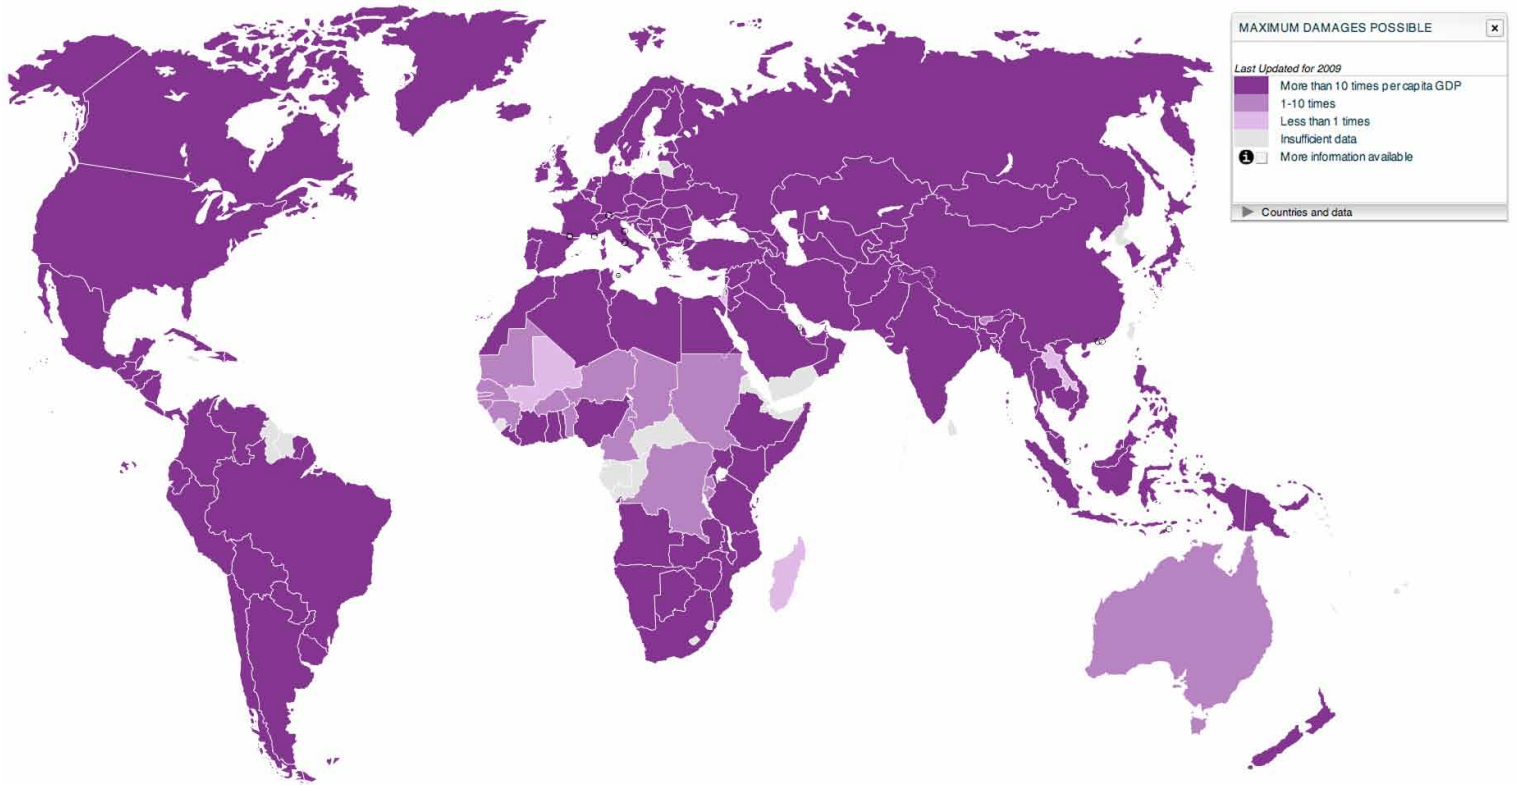 MAXIMUM DAMAGES POSSIBLE
Last Updated for 2009
More than 10 times per capita GDP
1-10 times
Less than 1 times
Insufficient data
More information available
Countries and data